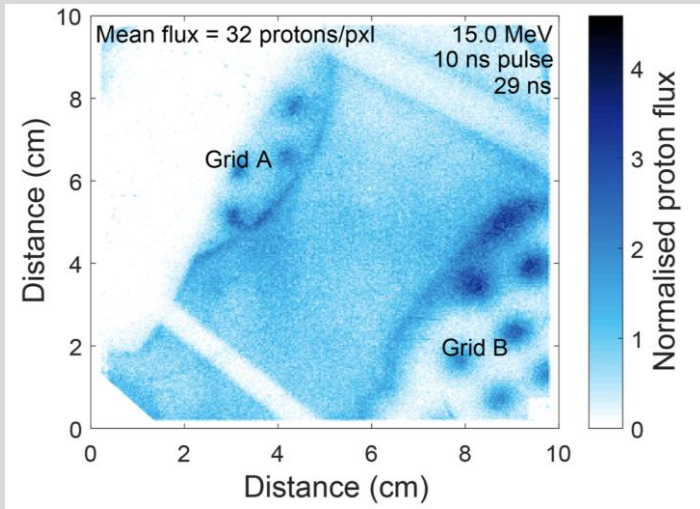 Mean flux = 32 protons/pxl
15.0 MeV
10 ns pulse
29 ns
Grid A
Grid B
10
8
6
4
2
0
Distance (cm)
0 2 4 6 8 10
Distance (cm)
4
3
2
1
0
Normalised proton flux